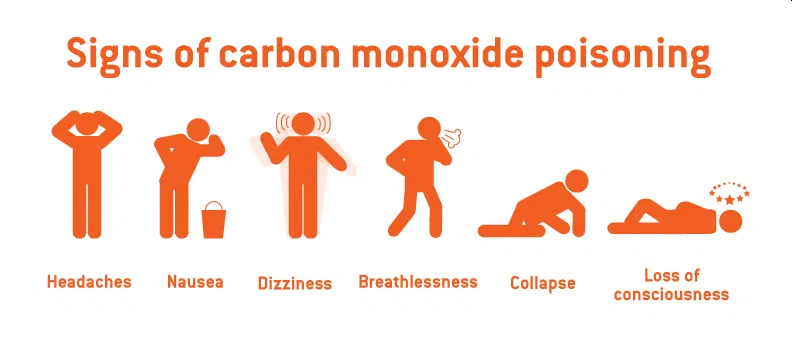 Signs of carbon monoxide poisoning
Headaches
Nausea
Dizziness
Breathlessness
Collapse
Loss of
consciousness